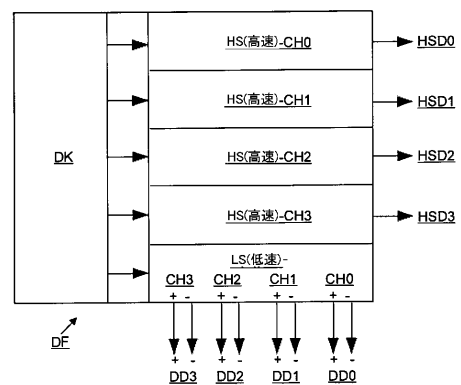 HS(高速)-CH0 HSD0
HS(高速)-CH1 HSD1
DK HS(高速)-CH2 HSD2
HS(高速)-CH3 HSD3
LS(低速)-
CH3 CH2 CH1 CH0
+ - + - + - + -
DF
+ - + - + - + -
DD3 DD2 DD1 DD0